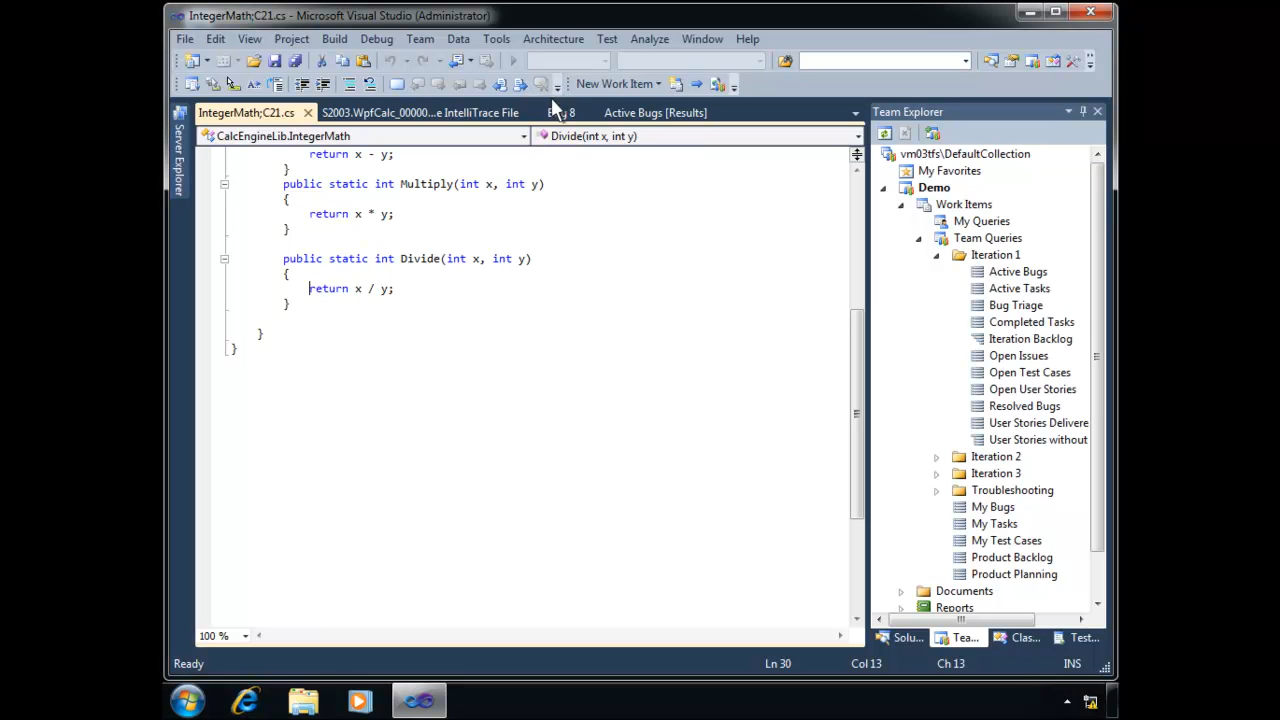 IntegerMath;C21.cs - Microsoft Visual Studio (Administrator)
File Edit View Project Build Debug Team Data Tools Architecture Test Analyze Window Help
New Work Item
IntegerMath;C21.cs S2003.WpfCalc_00000...e IntelliTrace File 8 Active Bugs [Results]
CalcEngineLib.IntegerMath Divide(int x, int y)
return x - y;
}
public static int Multiply(int x, int y)
{
return x * y;
}
public static int Divide(int x, int y)
{
return x / y;
}
}
}
100 %
Server Explorer
Team Explorer
vm03tfs\DefaultCollection
My Favorites
Demo
Work Items
My Queries
Team Queries
Iteration 1
Active Bugs
Active Tasks
Bug Triage
Completed Tasks
Iteration Backlog
Open Issues
Open Test Cases
Open User Stories
Resolved Bugs
User Stories Delivere
User Stories without
Iteration 2
Iteration 3
Troubleshooting
My Bugs
My Tasks
My Test Cases
Product Backlog
Product Planning
Documents
Reports
Solu... Tea... Clas... Test...
Ready Ln 30 Col 13 Ch 13 INS